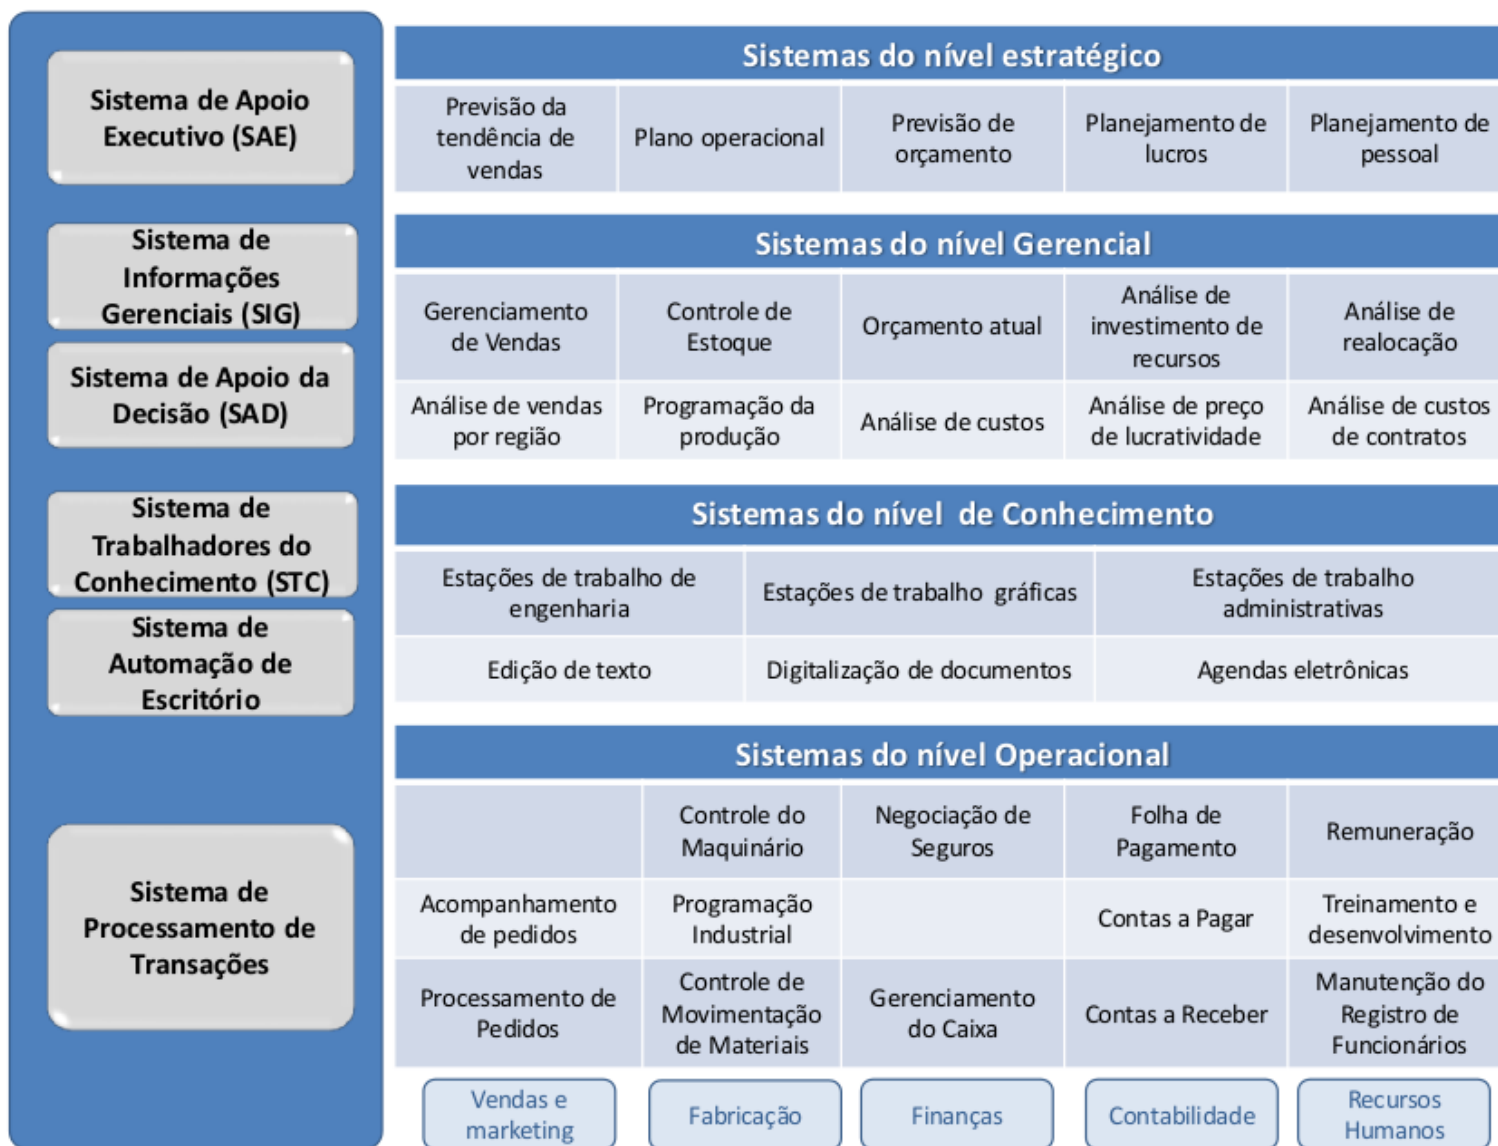 Sistema de Apoio
Executivo (SAE)
Sistemas do nível estratégico
Previsão da
tendência de
vendas
Plano operacional
Previsão de
orçamento
Planejamento de
lucros
Planejamento de
pessoal
Sistema de
Informações
Gerenciais (SIG)
Sistema de Apoio da
Decisão (SAD)
Sistemas do nível Gerencial
Gerenciamento
de Vendas
Controle de
Estoque
Orçamento atual
Análise de
investimento de
recursos
Análise de
realocação
Análise de vendas
por região
Programação da
produção
Análise de custos
Análise de preço
de lucratividade
Análise de custos
de contratos
Sistema de
Trabalhadores do
Conhecimento (STC)
Sistema de
Automação de
Escritório
Sistemas do nível de Conhecimento
Estações de trabalho de
engenharia
Estações de trabalho gráficas
Estações de trabalho
administrativas
Edição de texto
Digitalização de documentos
Agendas eletrônicas
Sistema de
Processamento de
Transações
Sistemas do nível Operacional
Controle do
Maquinário
Negociação de
Seguros
Folha de
Pagamento
Remuneração
Acompanhamento
de pedidos
Programação
Industrial
Contas a Pagar
Treinamento e
desenvolvimento
Processamento de
Pedidos
Controle de
Movimentação
de Materiais
Gerenciamento
do Caixa
Contas a Receber
Manutenção do
Registro de
Funcionários
Vendas e
marketing
Fabricação
Finanças
Contabilidade
Recursos
Humanos